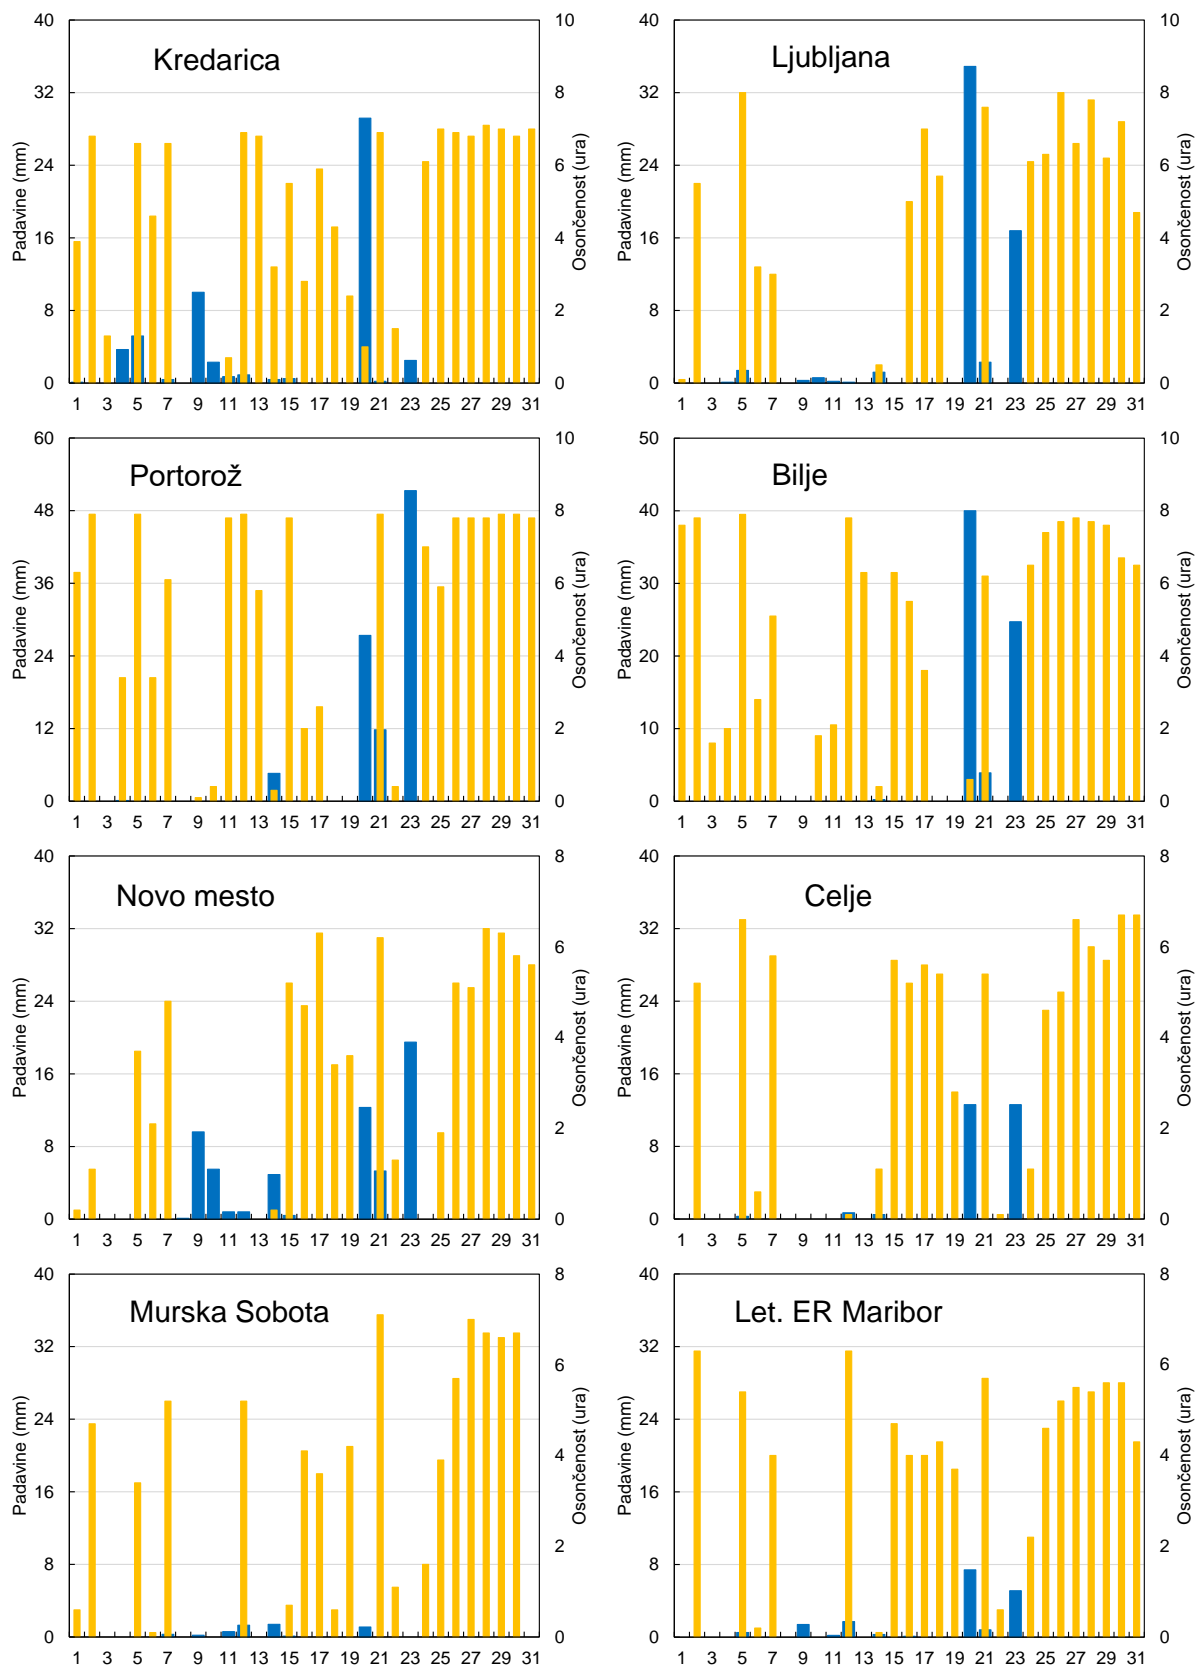 Kredarica
Padavine (mm)
40
32
24
16
8
0
10
8
6
4
2
0
Osončenost (ura)
1 3 5 7 9 11 13 15 17 19 21 23 25 27 29 31
Ljubljana
Padavine (mm)
40
32
24
16
8
0
10
8
6
4
2
0
Osončenost (ura)
1 3 5 7 9 11 13 15 17 19 21 23 25 27 29 31
Portorož
Padavine (mm)
60
48
36
24
12
0
10
8
6
4
2
0
Osončenost (ura)
1 3 5 7 9 11 13 15 17 19 21 23 25 27 29 31
Bilje
Padavine (mm)
50
40
30
20
10
0
10
8
6
4
2
0
Osončenost (ura)
1 3 5 7 9 11 13 15 17 19 21 23 25 27 29 31
Novo mesto
Padavine (mm)
40
32
24
16
8
0
8
6
4
2
0
Osončenost (ura)
1 3 5 7 9 11 13 15 17 19 21 23 25 27 29 31
Celje
Padavine (mm)
40
32
24
16
8
0
8
6
4
2
0
Osončenost (ura)
1 3 5 7 9 11 13 15 17 19 21 23 25 27 29 31
Murska Sobota
Padavine (mm)
40
32
24
16
8
0
8
6
4
2
0
Osončenost (ura)
1 3 5 7 9 11 13 15 17 19 21 23 25 27 29 31
Let. ER Maribor
Padavine (mm)
40
32
24
16
8
0
8
6
4
2
0
Osončenost (ura)
1 3 5 7 9 11 13 15 17 19 21 23 25 27 29 31